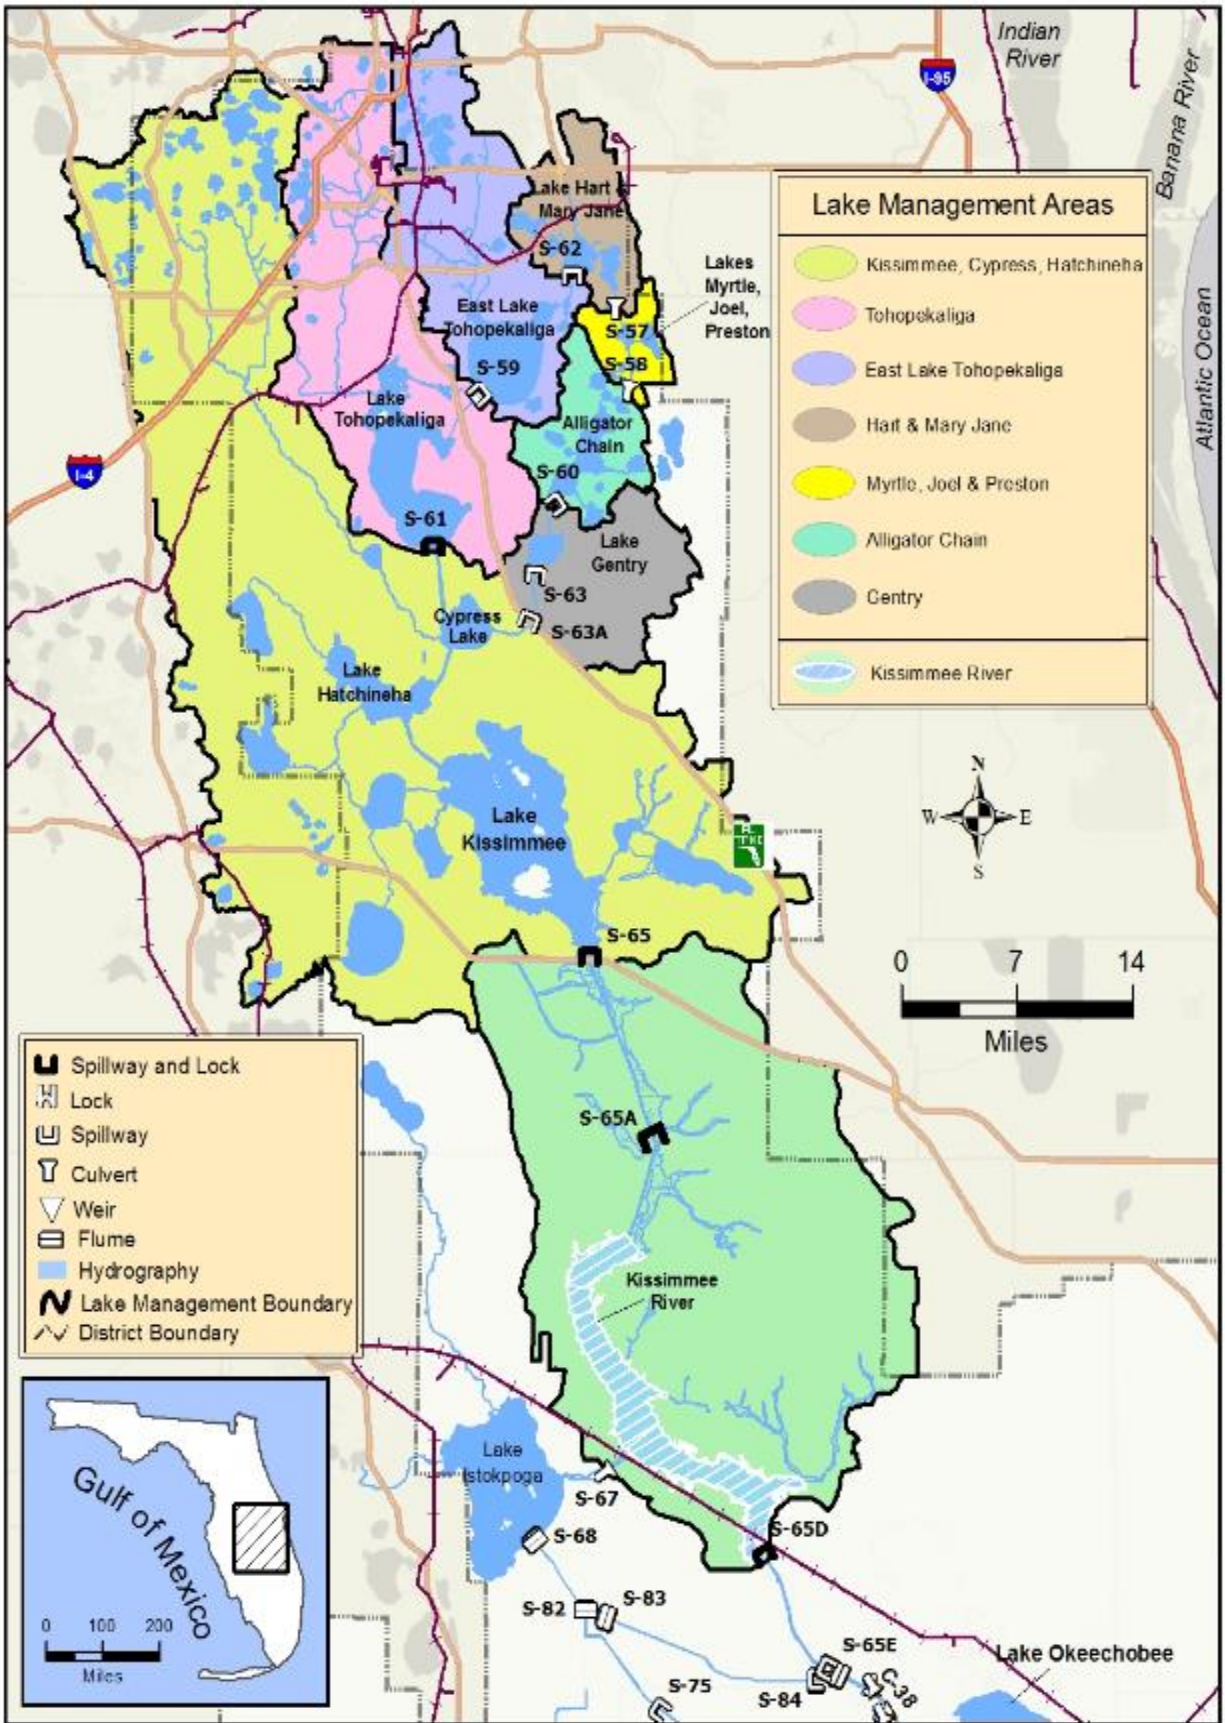 Indian
River
I-95
Banana River
Lake Hart &
Mary Jane
S-62
Lakes
Myrtle,
Joel,
Preston
East Lake
Tohopekaliga
S-57
S-58
S-59
Lake
Tohopekaliga
Alligator
Chain
S-60
I-4
S-61
Lake
Gentry
S-63
Cypress
Lake
S-63A
Lake
Hatchineha
Lake
Kissimmee
S-65
S-65A
Kissimmee
River
Lake
Istokpoga
S-67
S-68
S-65D
S-82
S-83
S-65E
S-84
S-75
C-38
Lake Okeechobee
Atlantic Ocean
Lake Management Areas
Kissimmee, Cypress, Hatchineha
Tohopekaliga
East Lake Tohopekaliga
Hart & Mary Jane
Myrtle, Joel & Preston
Alligator Chain
Gentry
Kissimmee River
N
W E
S
0 7 14
Miles
Spillway and Lock
Lock
Spillway
Culvert
Weir
Flume
Hydrography
Lake Management Boundary
District Boundary
Gulf of Mexico
0 100 200
Miles